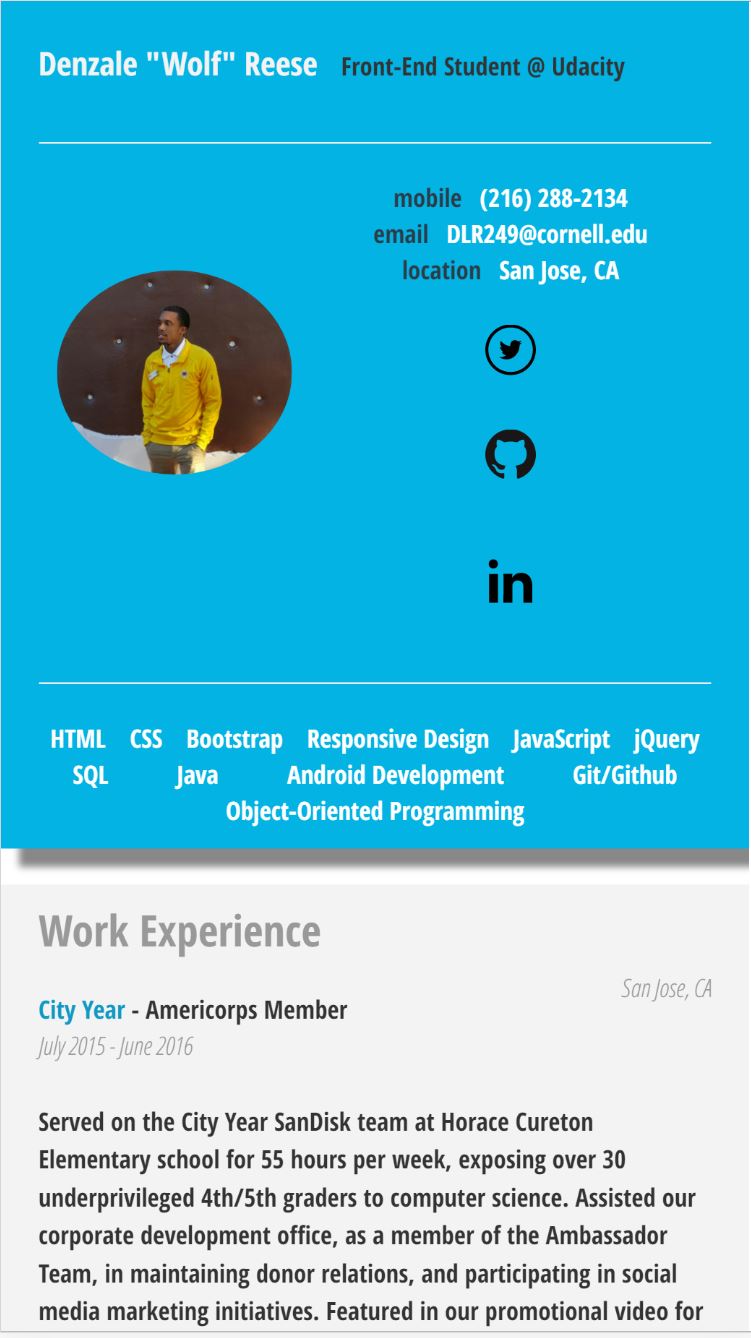 Denzale "Wolf" Reese Front-End Student @ Udacity
mobile (216) 288-2134
email DLR249@cornell.edu
location San Jose, CA
in
HTML CSS Bootstrap Responsive Design JavaScript jQuery
SQL Java Android Development Git/Github
Object-Oriented Programming
Work Experience
San Jose, CA
City Year - Americorps Member
July 2015 - June 2016
Served on the City Year SanDisk team at Horace Cureton
Elementary school for 55 hours per week, exposing over 30
underprivileged 4th/5th graders to computer science. Assisted our
corporate development office, as a member of the Ambassador
Team, in maintaining donor relations, and participating in social
media marketing initiatives. Featured in our promotional video for